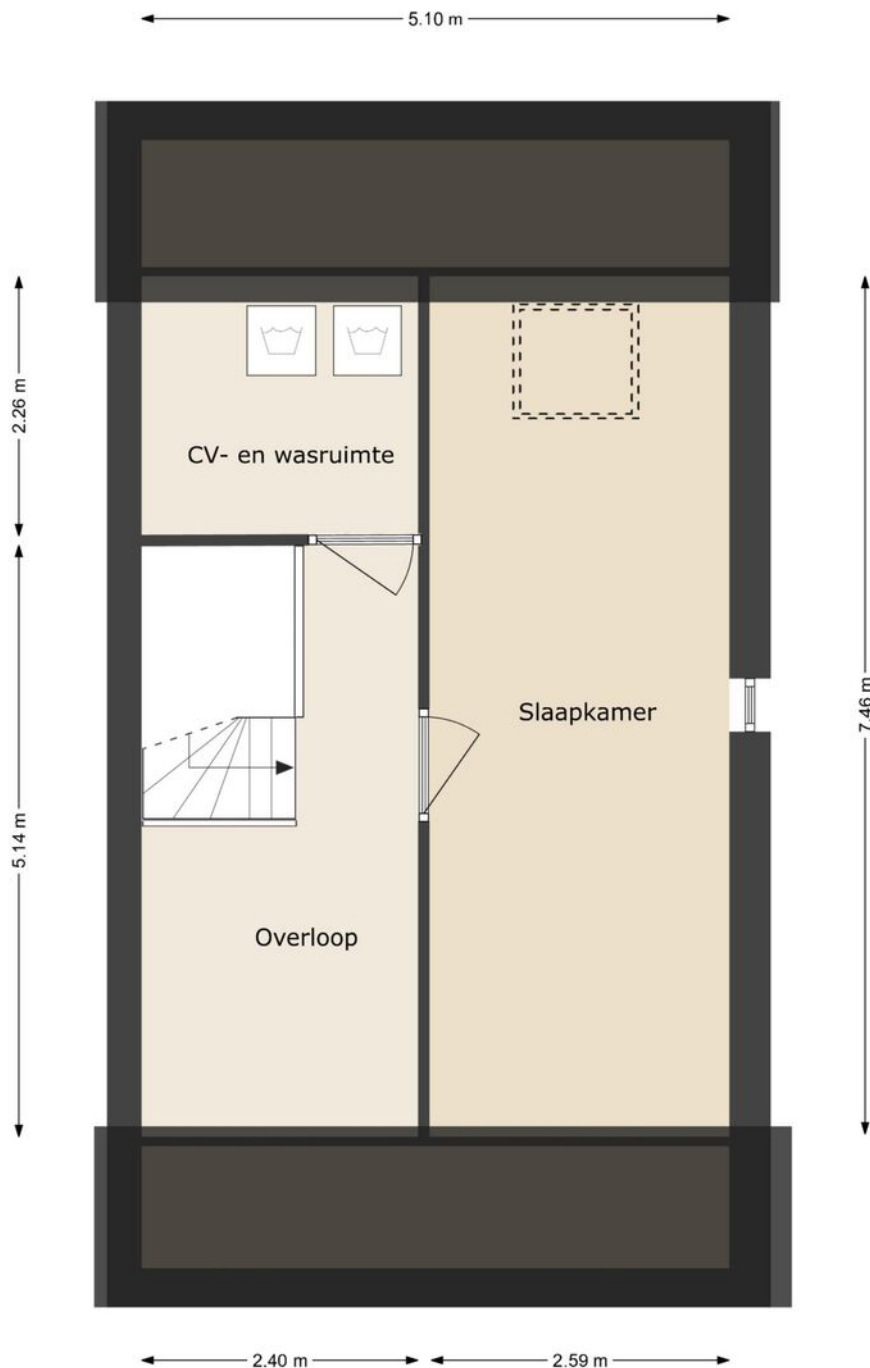 5.10 m
2.26 m
CV- en wasruimte
7.46 m
Slaapkamer
5.14 m
Overloop
2.40 m
2.59 m